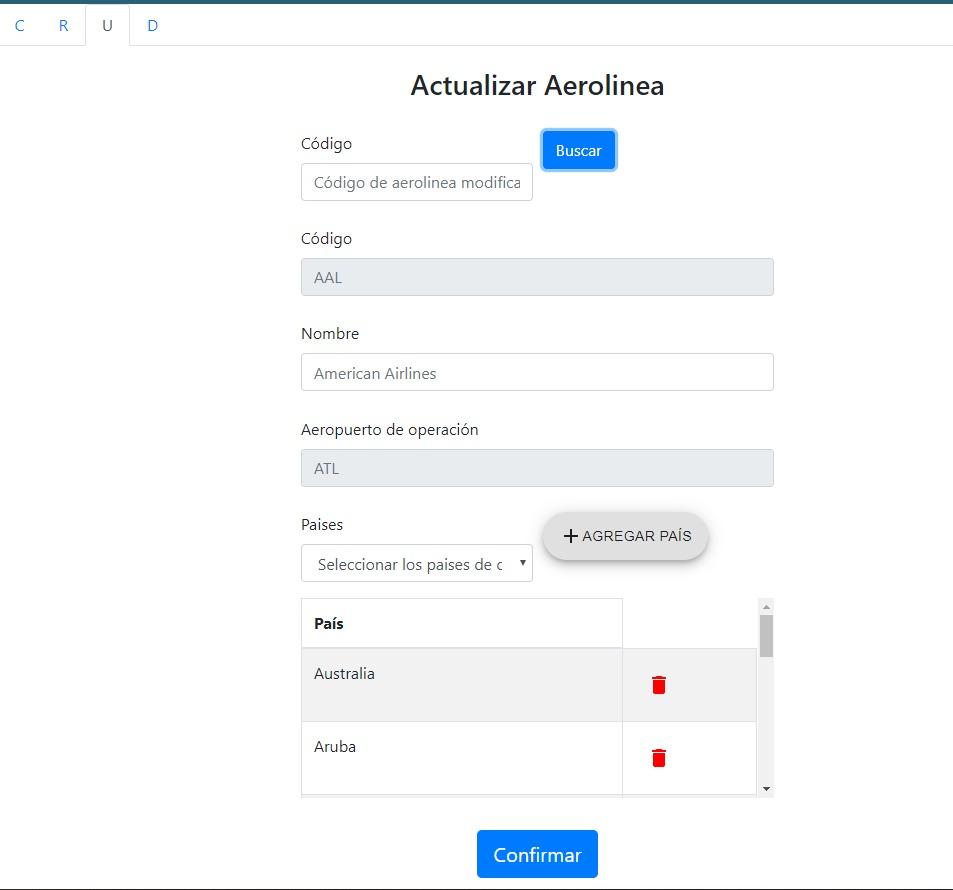 C R U D
Actualizar Aerolinea
Código
Buscar
Código de aerolinea modifica
Código
AAL
Nombre
American Airlines
Aeropuerto de operación
ATL
Paises
AGREGAR PAÍS
Seleccionar los paises de c
País
Australia
Aruba
Confirmar